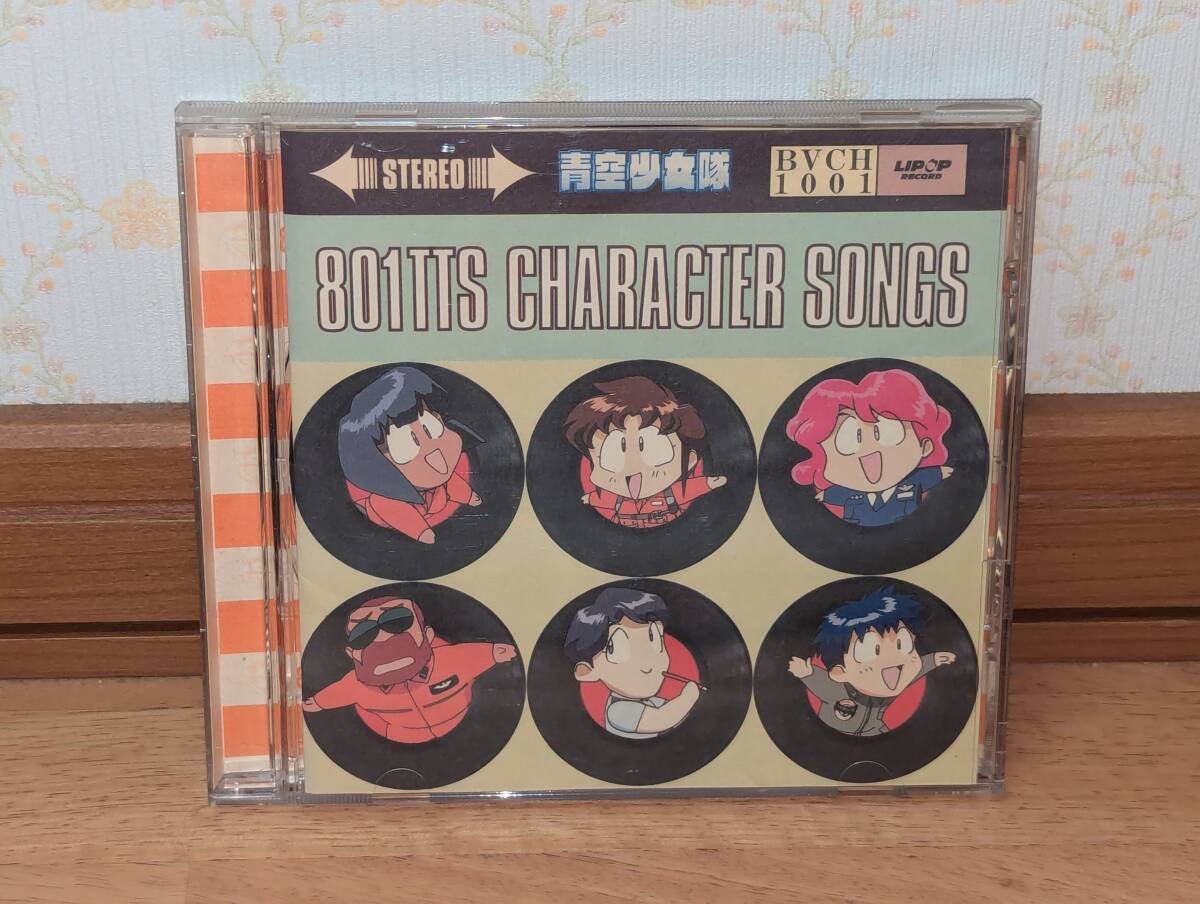 STEREO
青空少女隊
BVCH
1001
LIPOP
RECORD
801TTS CHARACTER SONGS